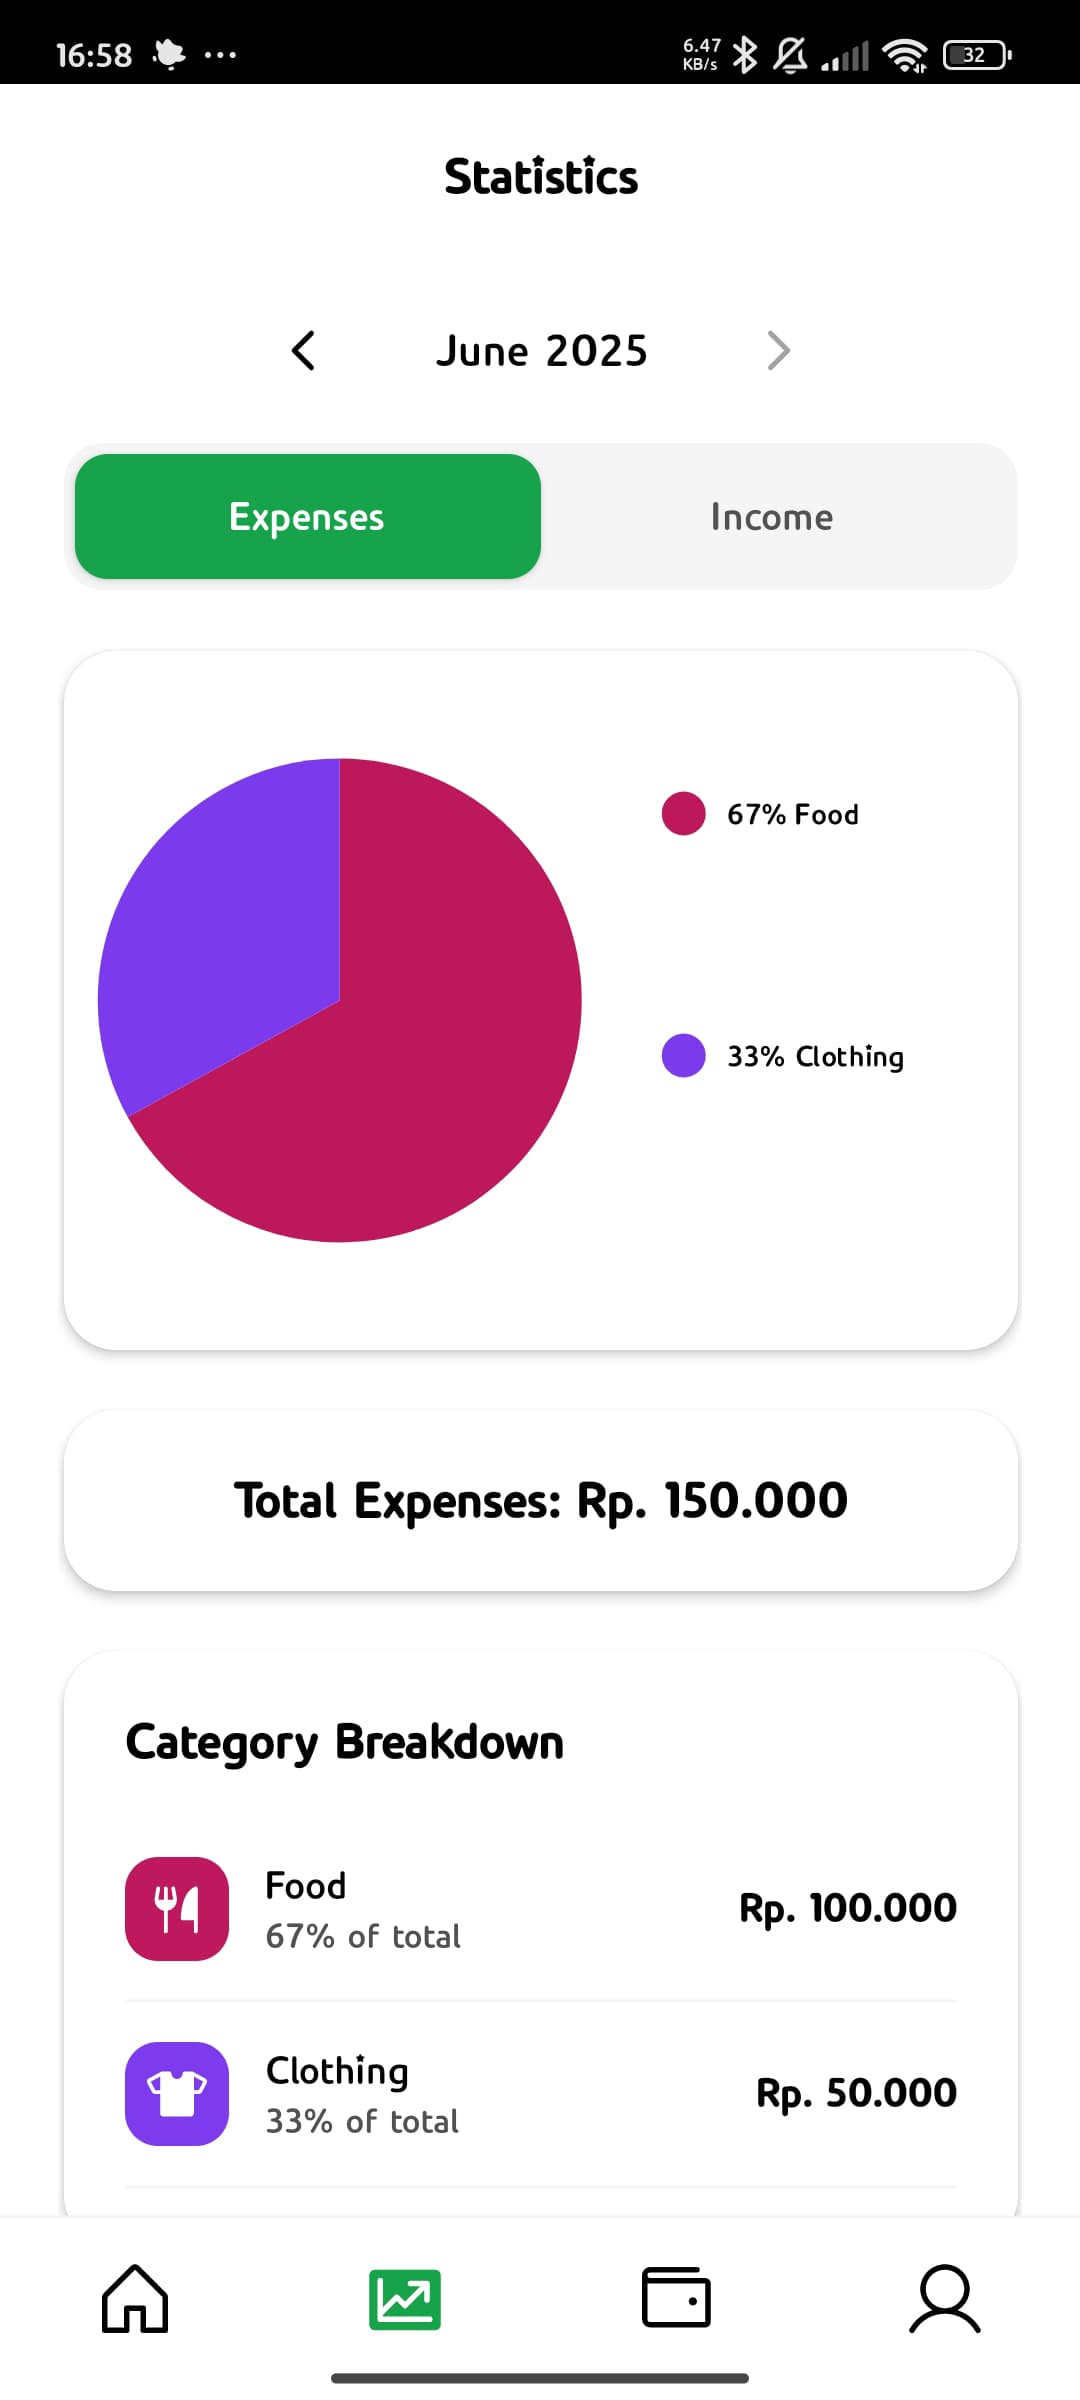 16:58
6.47
KB/s
32
Statistics
June 2025
Expenses
Income
67% Food
33% Clothing
Total Expenses: Rp. 150.000
Category Breakdown
Food
67% of total
Rp. 100.000
Clothing
33% of total
Rp. 50.000